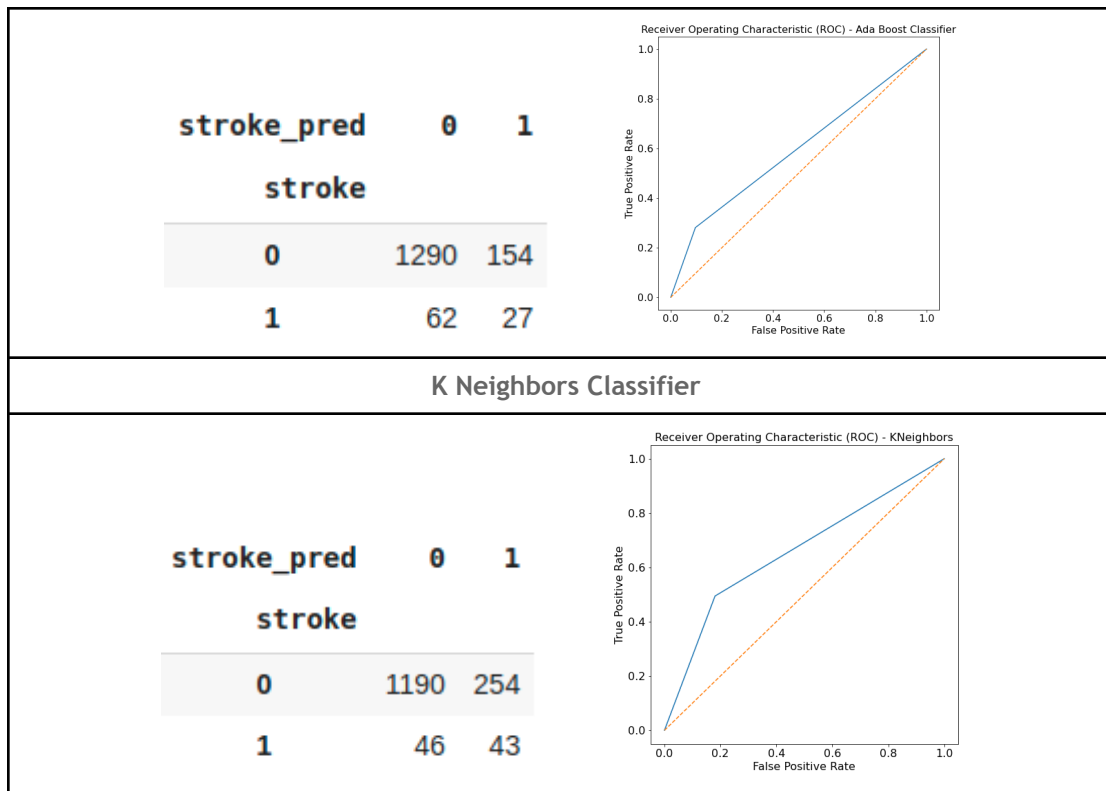 stroke_pred 0 1
stroke
0 1290 154
1 62 27
Receiver Operating Characteristic (ROC) - Ada Boost Classifier
True Positive Rate
1.0
0.8
0.6
0.4
0.2
0.0
0.0 0.2 0.4 0.6 0.8 1.0
False Positive Rate
K Neighbors Classifier
stroke_pred 0 1
stroke
0 1190 254
1 46 43
Receiver Operating Characteristic (ROC) - KNeighbors
True Positive Rate
1.0
0.8
0.6
0.4
0.2
0.0
0.0 0.2 0.4 0.6 0.8 1.0
False Positive Rate